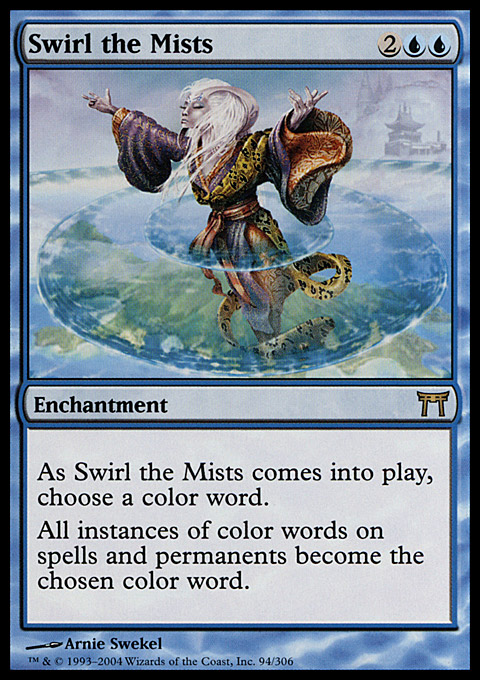 Swirl the Mists 2
Enchantment
As Swirl the Mists comes into play,
choose a color word.
All instances of color words on
spells and permanents become the
chosen color word.
Arnie Swekel
™ & © 1993–2004 Wizards of the Coast, Inc. 94/306